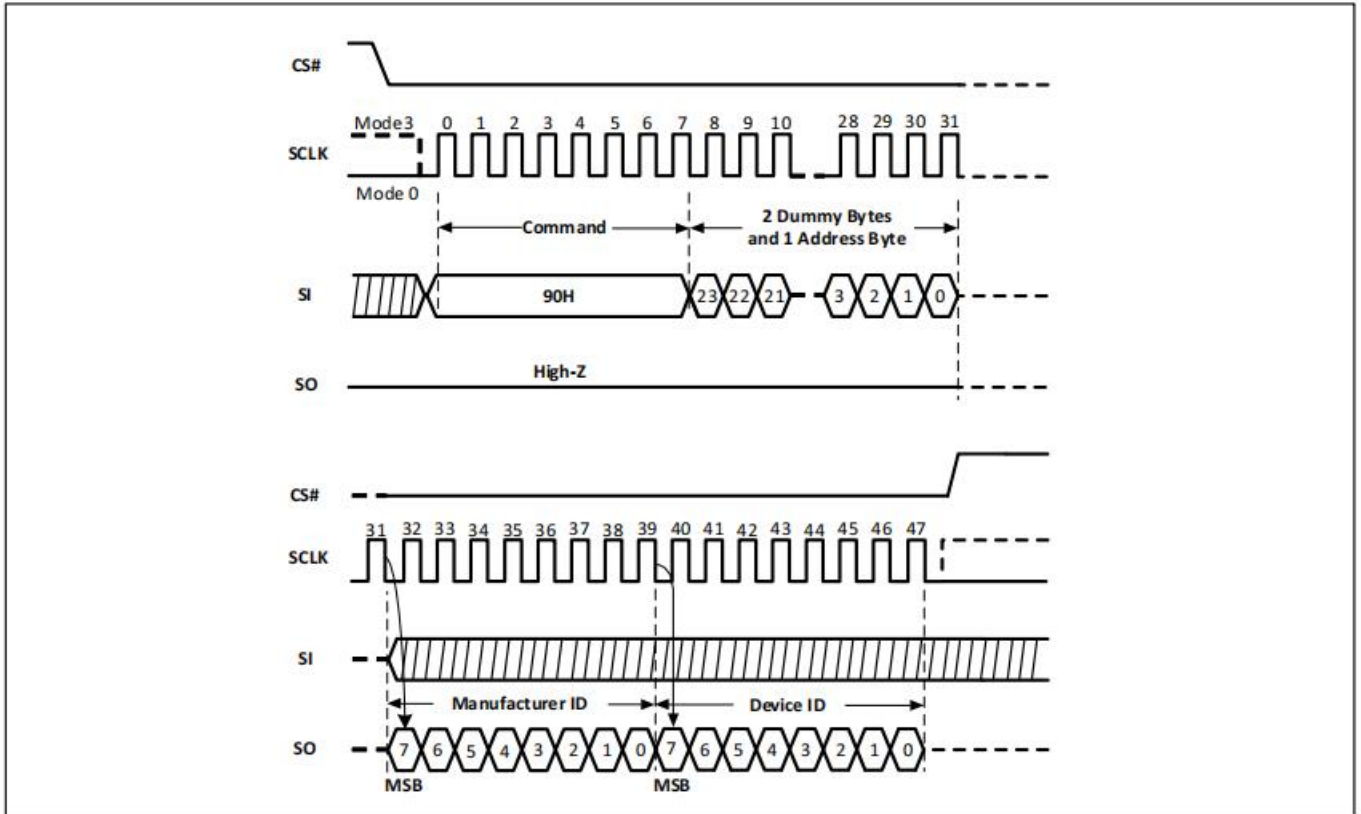 CS#
Mode3 0 1 2 3 4 5 6 7 8 9 10 28 29 30 31
SCLK
Mode 0
Command
2 Dummy Bytes
and 1 Address Byte
SI 90H 23 22 21 3 2 1 0
High-Z
SO
CS#
31 32 33 34 35 36 37 38 39 40 41 42 43 44 45 46 47
SCLK
SI
Manufacturer ID Device ID
SO 7 6 5 4 3 2 1 0 7 6 5 4 3 2 1 0
MSB MSB